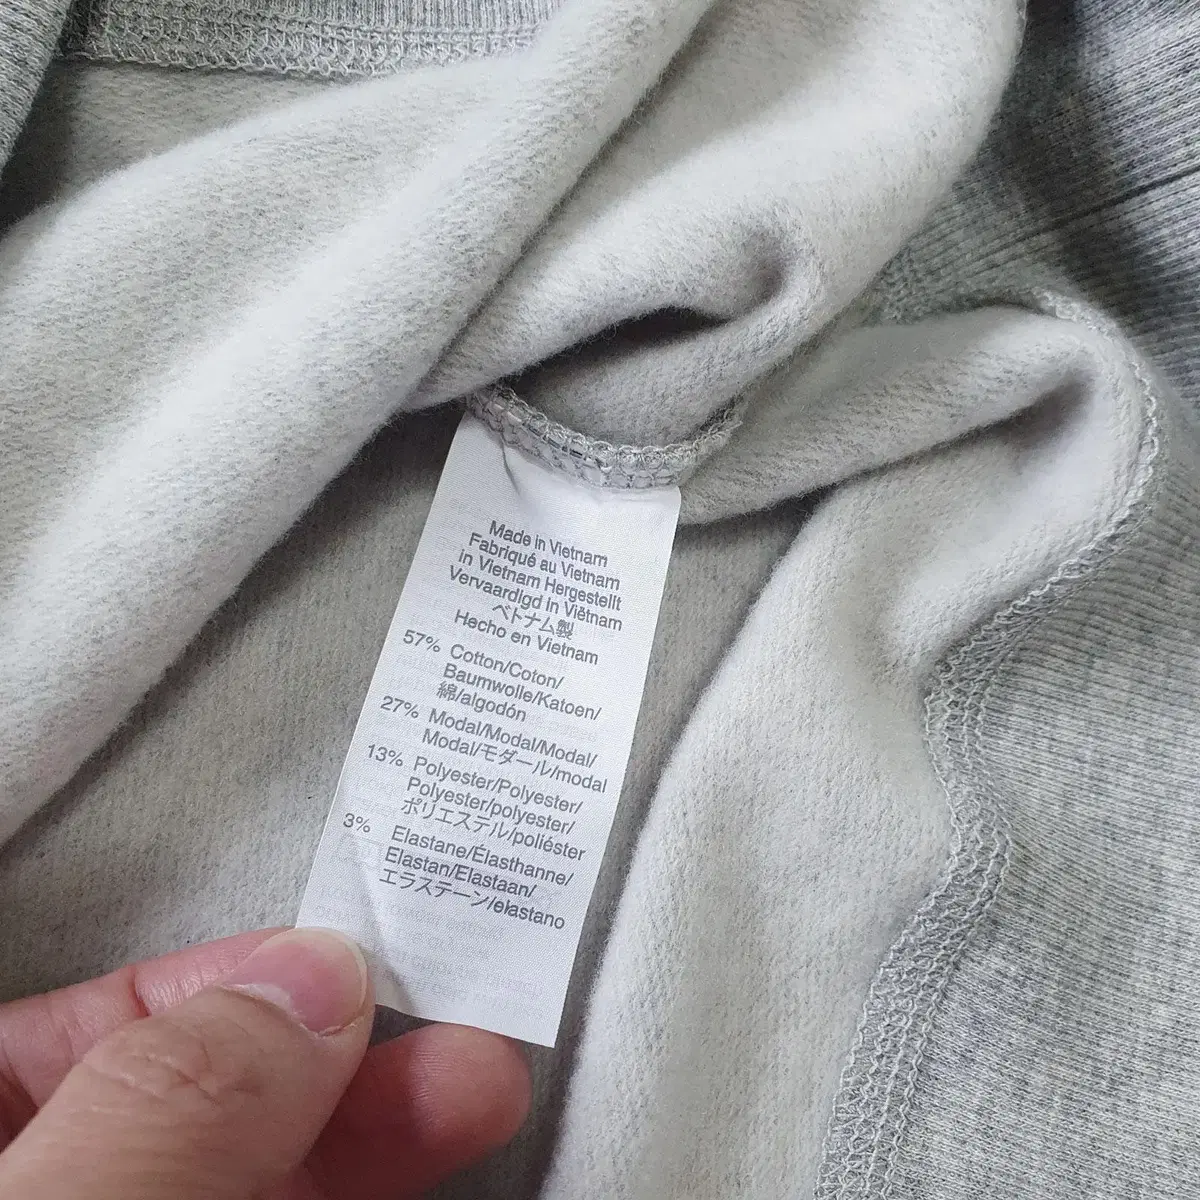 Made in Vietnam
Fabriqué au Vietnam
in Vietnam Hergestellt
Vervaardigd in Viëtnam
ベトナム製
Hecho en Vietnam
57% Cotton/Coton/
Baumwolle/Katoen/
綿/algodón
27% Modal/Modal/Modal/
Modal/モダール/modal
13% Polyester/Polyester/
Polyester/polyester/
ポリエステル/poliéster
3% Elastane/Élasthanne/
Elastan/Elastaan/
エラステーン/elastano